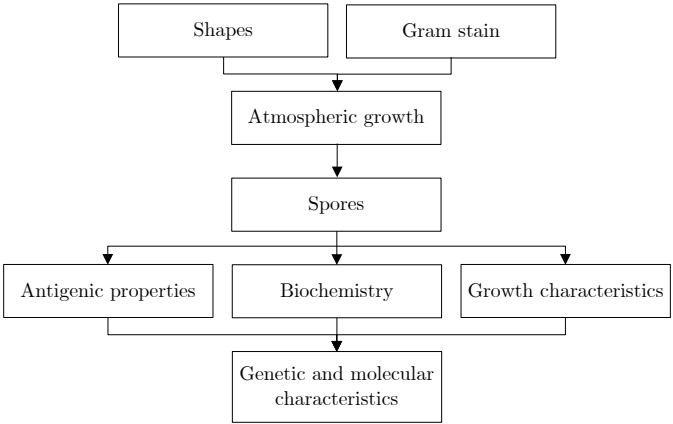 Shapes
Gram stain
Atmospheric growth
Spores
Antigenic properties
Biochemistry
Growth characteristics
Genetic and molecular
characteristics